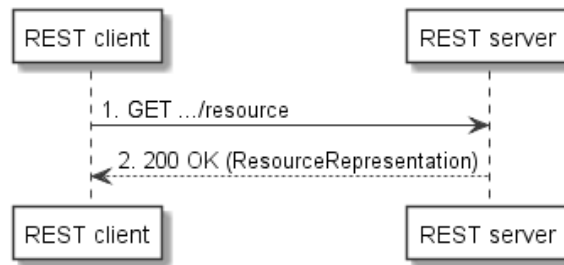 REST client
REST server
1. GET .../resource
2. 200 OK (ResourceRepresentation)
REST client
REST server